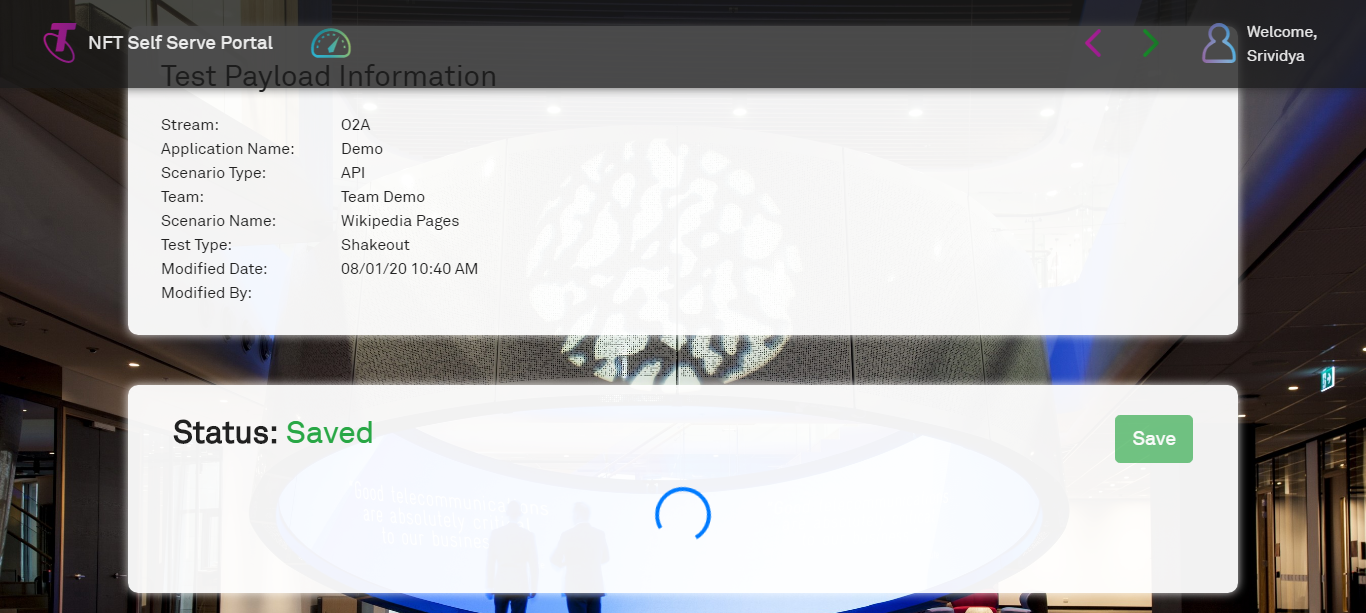 NFT Self Serve Portal
Welcome,
Srividya
Test Payload Information
Stream: O2A
Application Name: Demo
Scenario Type: API
Team: Team Demo
Scenario Name: Wikipedia Pages
Test Type: Shakeout
Modified Date: 08/01/20 10:40 AM
Modified By:
Status: Saved
Save
"Good telecommunications
are absolutely
to our business